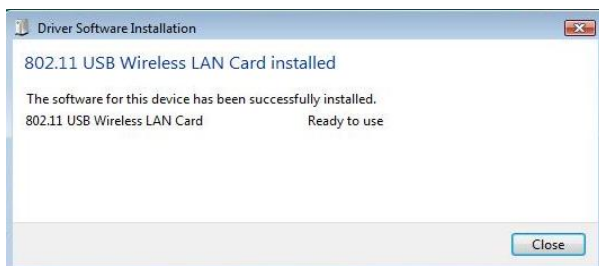 Driver Software Installation
802.11 USB Wireless LAN Card installed
The software for this device has been successfully installed.
802.11 USB Wireless LAN Card Ready to use
Close